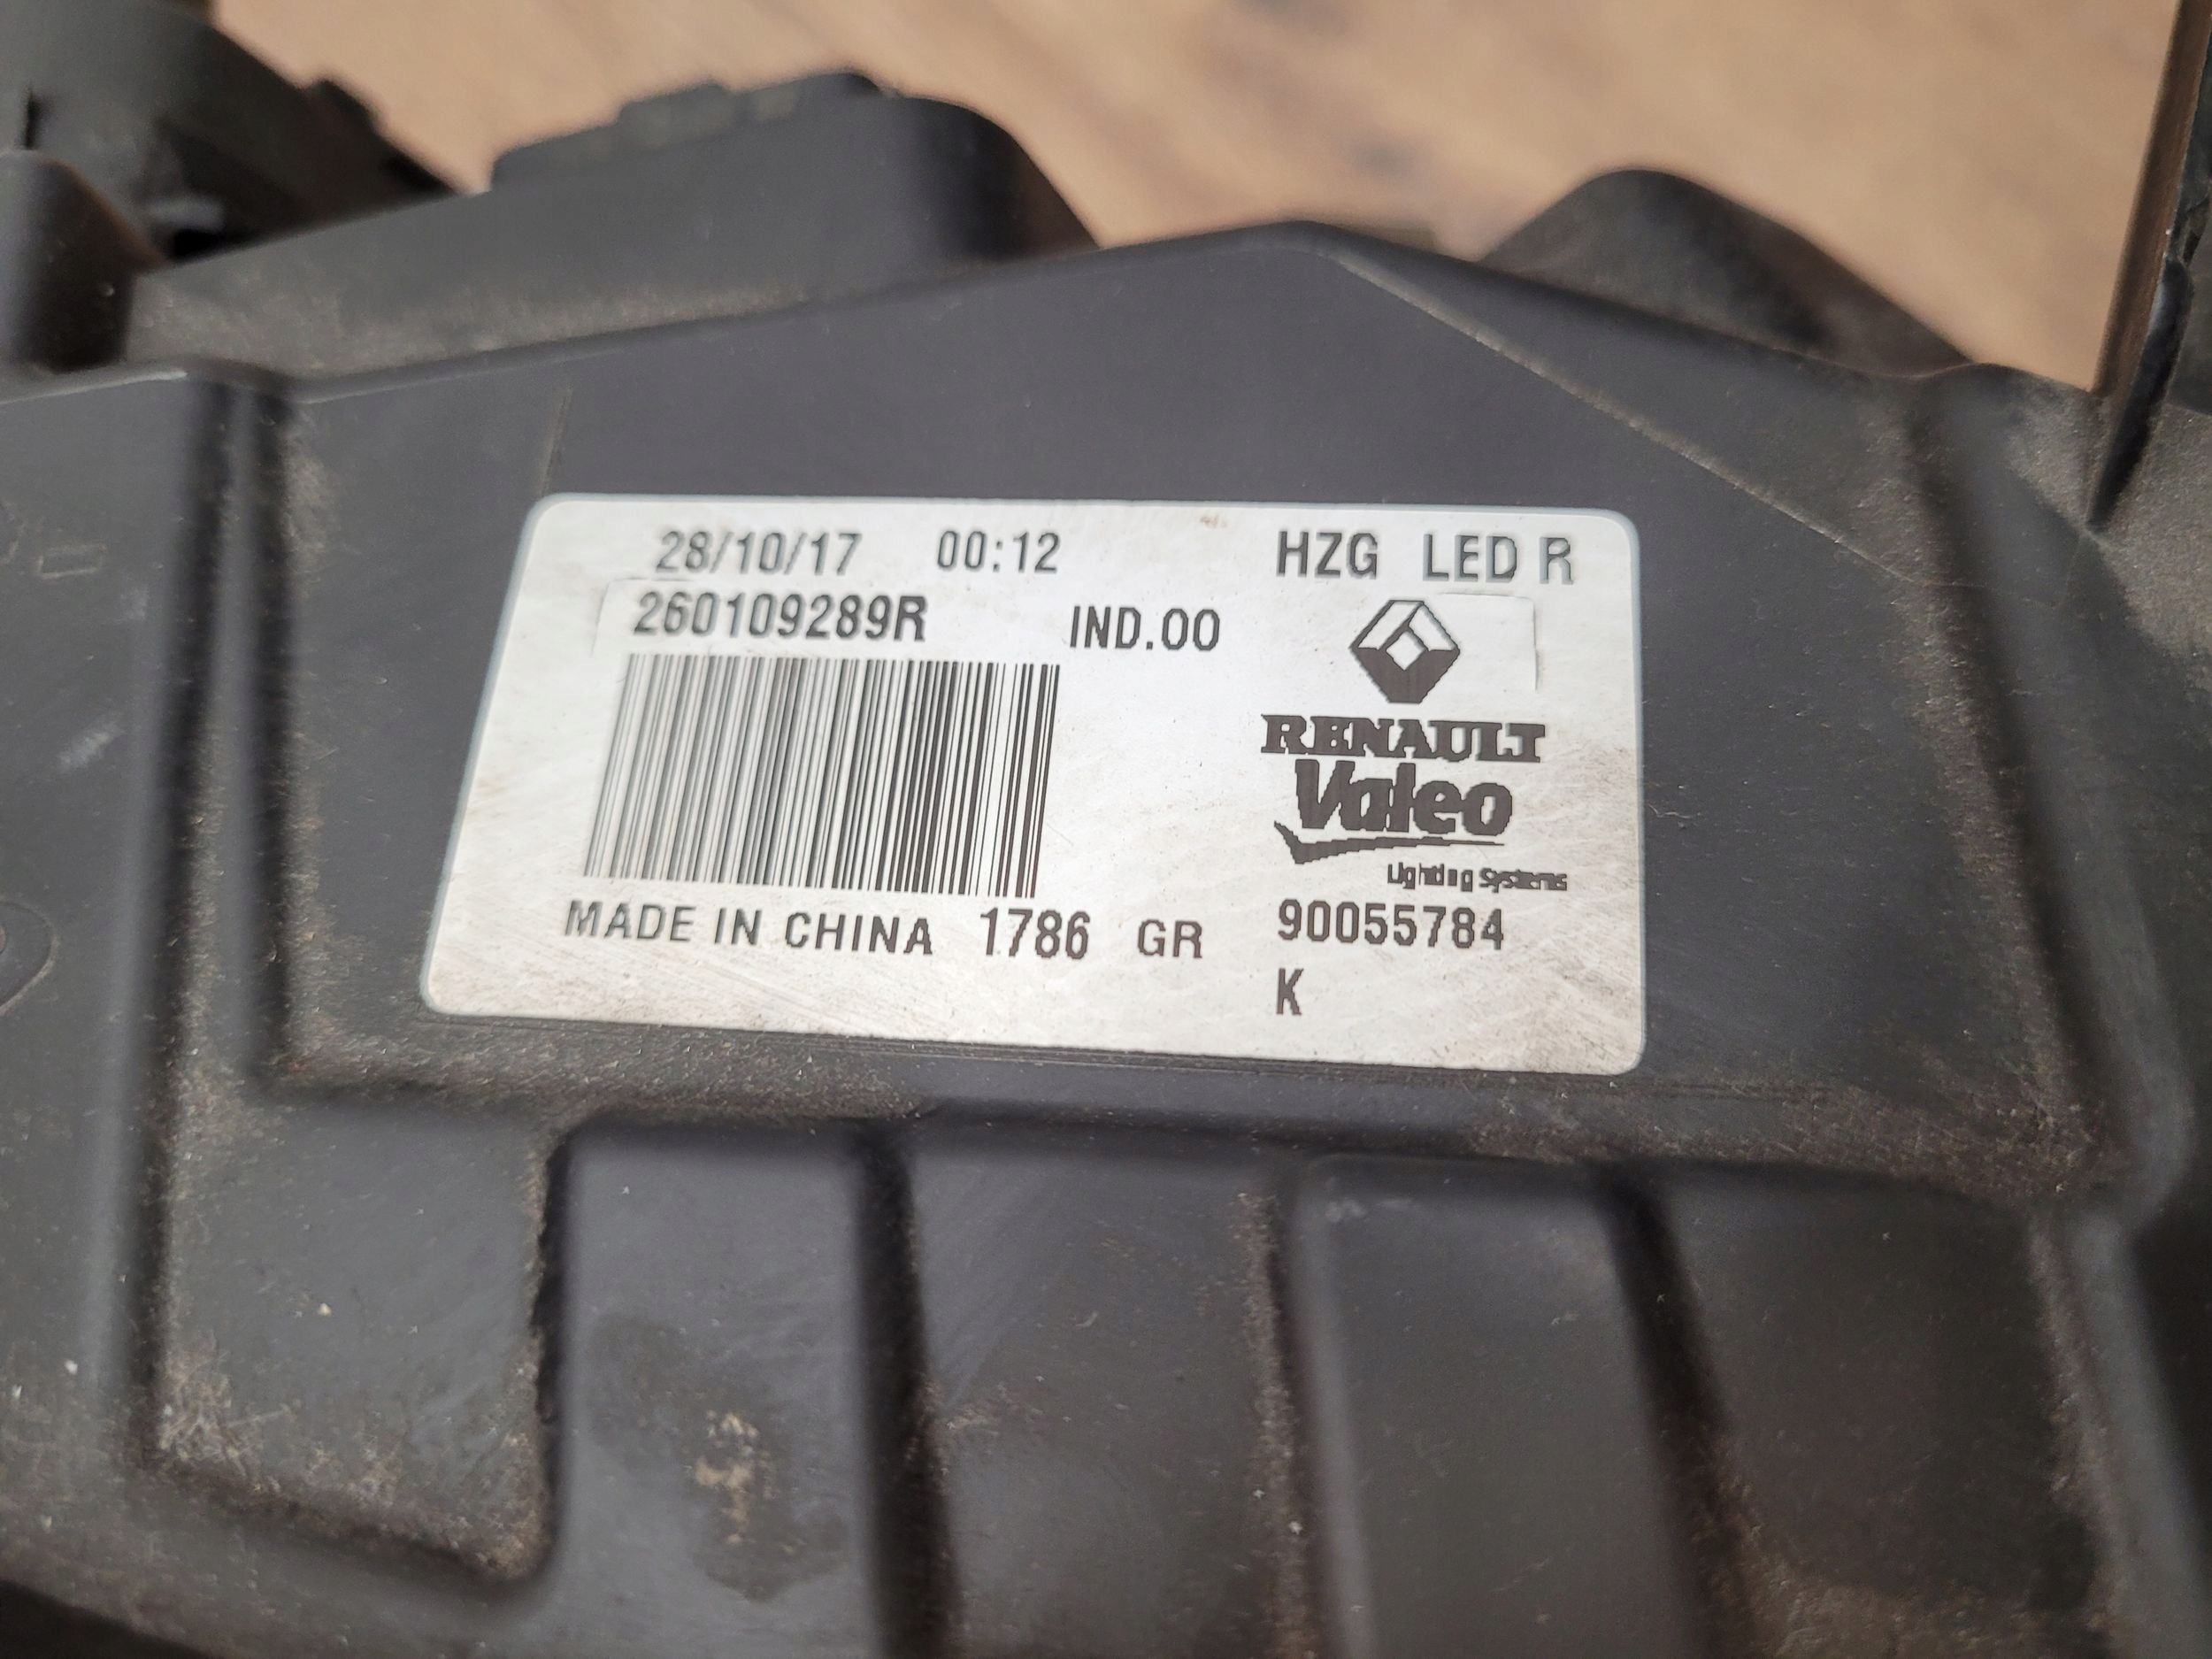 28/10/17 00:12 HZG LED R
260109289R IND.00
RENAULT
Valeo
Lighting Systems
MADE IN CHINA 1786 GR 90055784
K